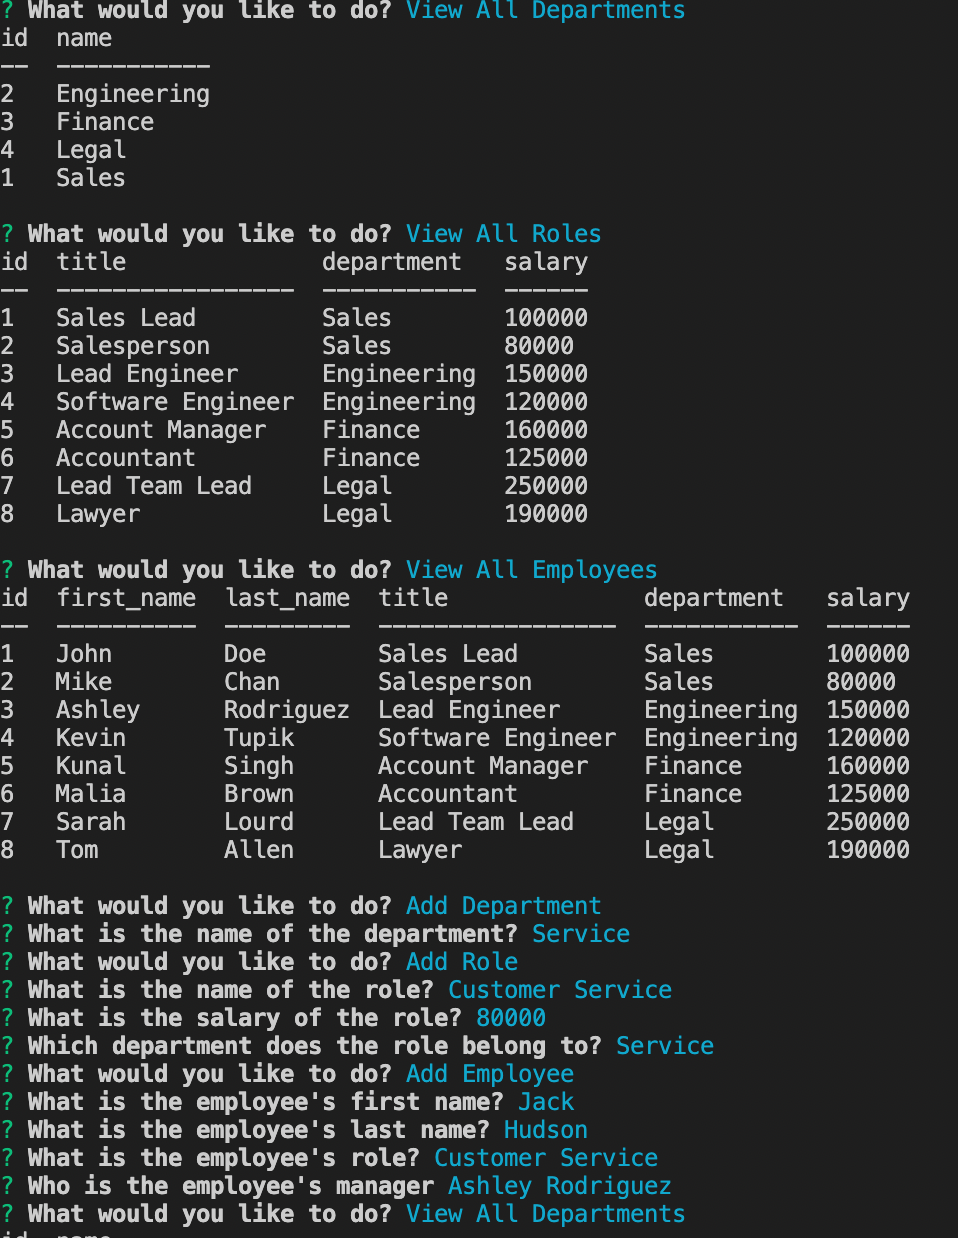 ? What would you like to do? View All Departments
id  name
--  -----------
2   Engineering
3   Finance
4   Legal
1   Sales
? What would you like to do? View All Roles
id  title              department   salary
--  -----------------  -----------  ------
1   Sales Lead         Sales        100000
2   Salesperson        Sales        80000
3   Lead Engineer      Engineering  150000
4   Software Engineer  Engineering  120000
5   Account Manager    Finance      160000
6   Accountant         Finance      125000
7   Lead Team Lead     Legal        250000
8   Lawyer             Legal        190000
? What would you like to do? View All Employees
id  first_name  last_name  title              department   salary
--  ----------  ---------  -----------------  -----------  ------
1   John        Doe        Sales Lead         Sales        100000
2   Mike        Chan       Salesperson        Sales        80000
3   Ashley      Rodriguez  Lead Engineer      Engineering  150000
4   Kevin       Tupik      Software Engineer  Engineering  120000
5   Kunal       Singh      Account Manager    Finance      160000
6   Malia       Brown      Accountant         Finance      125000
7   Sarah       Lourd      Lead Team Lead     Legal        250000
8   Tom         Allen      Lawyer             Legal        190000
? What would you like to do? Add Department
? What is the name of the department? Service
? What would you like to do? Add Role
? What is the name of the role? Customer Service
? What is the salary of the role? 80000
? Which department does the role belong to? Service
? What would you like to do? Add Employee
? What is the employee's first name? Jack
? What is the employee's last name? Hudson
? What is the employee's role? Customer Service
? Who is the employee's manager Ashley Rodriguez
? What would you like to do? View All Departments
id  name